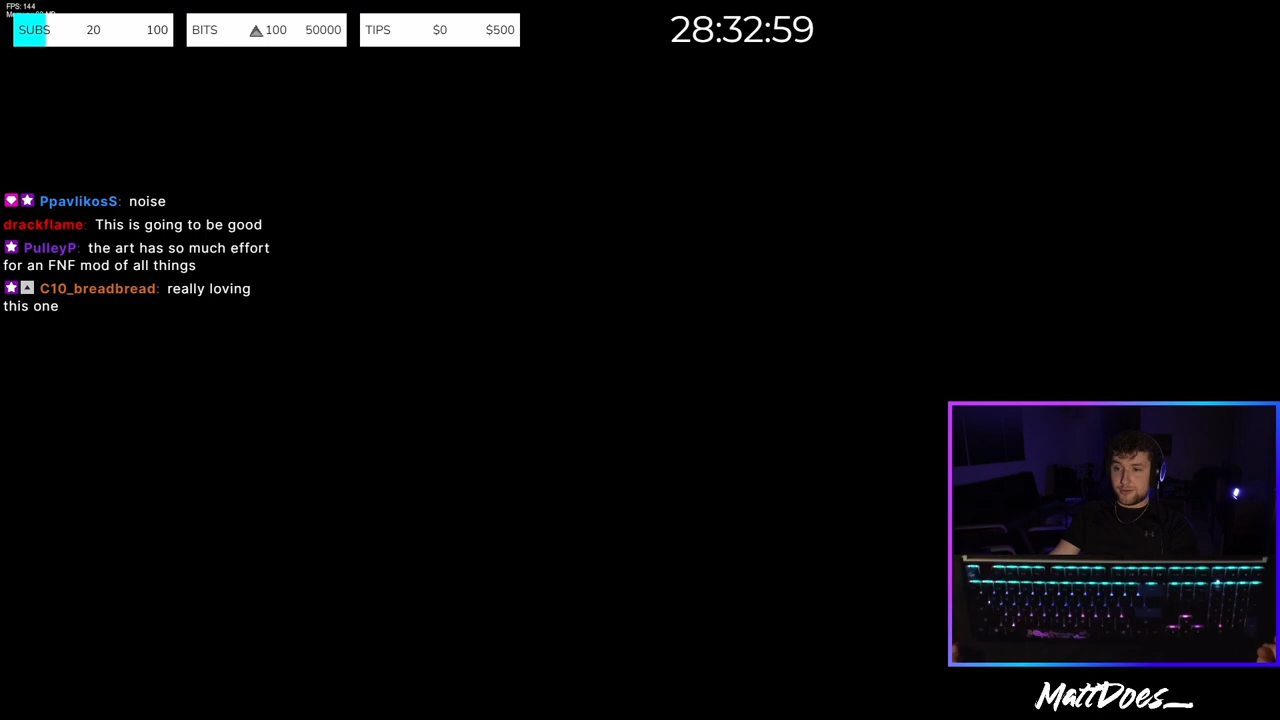 FPS: 144
SUBS 20 100
BITS 100 50000
TIPS $0 $500
28:32:59
PpavlikosS: noise
drackflame: This is going to be good
PulleyP: the art has so much effort
for an FNF mod of all things
C10_breadbread: really loving
this one
MattDoes_